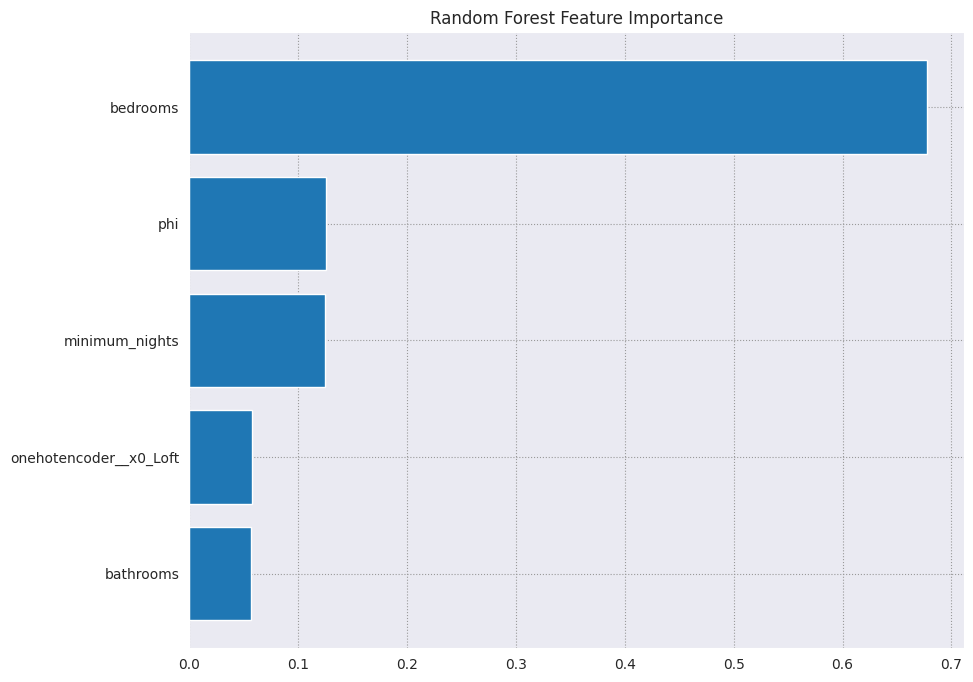 Random Forest Feature Importance
bedrooms
phi
minimum_nights
onehotencoder__x0_Loft
bathrooms
0.0 0.1 0.2 0.3 0.4 0.5 0.6 0.7